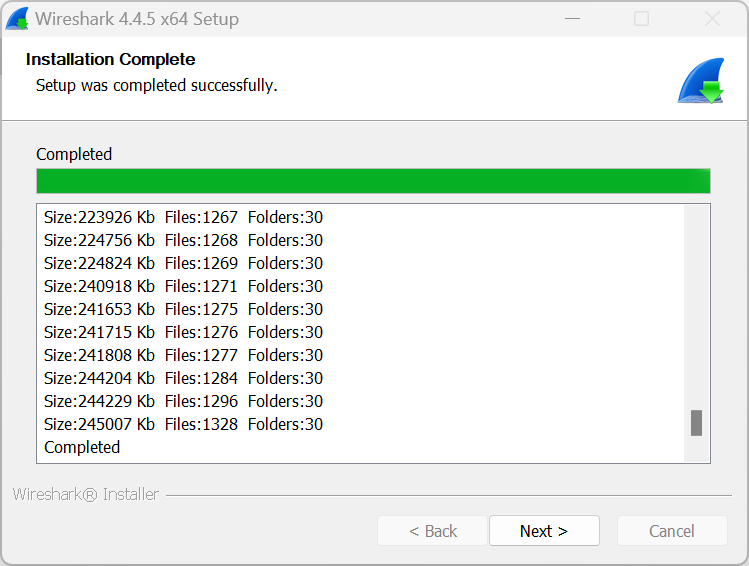 Wireshark 4.4.5 x64 Setup
Installation Complete
Setup was completed successfully.
Completed
Size:223926 Kb  Files:1267  Folders:30
Size:224756 Kb  Files:1268  Folders:30
Size:224824 Kb  Files:1269  Folders:30
Size:240918 Kb  Files:1271  Folders:30
Size:241653 Kb  Files:1275  Folders:30
Size:241715 Kb  Files:1276  Folders:30
Size:241808 Kb  Files:1277  Folders:30
Size:244204 Kb  Files:1284  Folders:30
Size:244229 Kb  Files:1296  Folders:30
Size:245007 Kb  Files:1328  Folders:30
Completed
Wireshark® Installer
< Back  Next >  Cancel